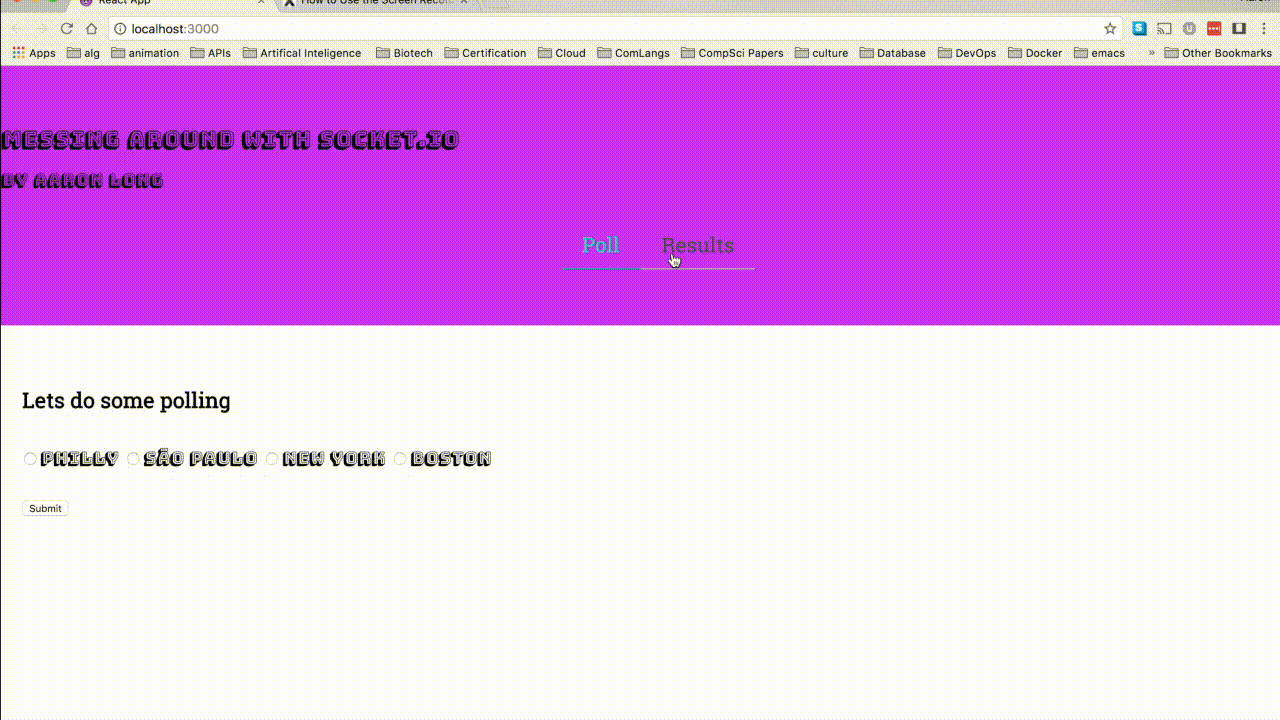 React App × How to Use the Screen Recor ×
localhost:3000
Apps alg animation APIs Artifical Inteligence Biotech Certification Cloud ComLangs CompSci Papers culture Database DevOps Docker emacs » Other Bookmarks
MESSING AROUND WITH SOCKET.IO
BY AARON LONG
Poll Results
Lets do some polling
PHILLY SÃO PAULO NEW YORK BOSTON
Submit